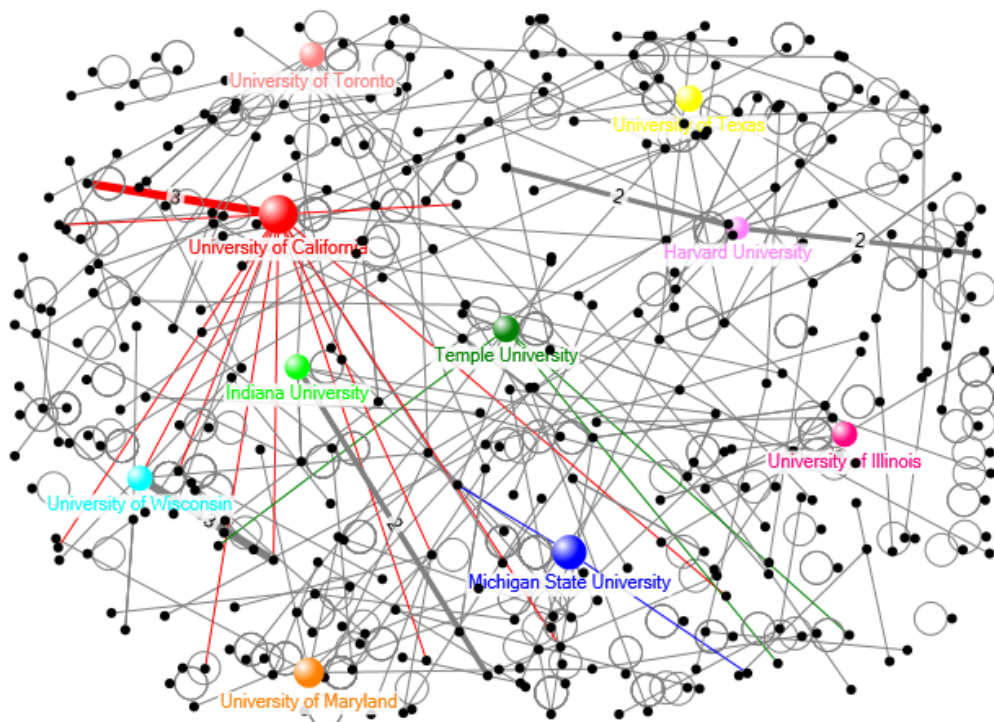 University of Toronto
University of Texas
3
2
University of California
Harvard University
2
Temple University
Indiana University
University of Illinois
University of Wisconsin
3
2
Michigan State University
University of Maryland